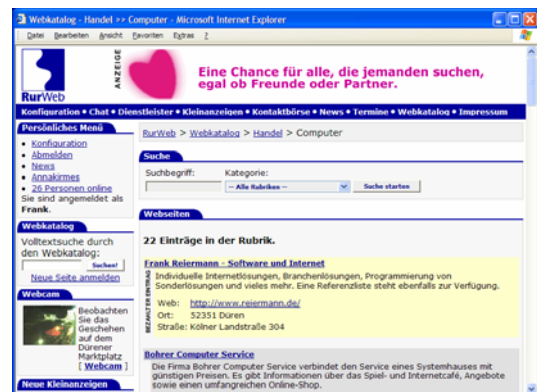 Webkatalog - Handel >> Computer - Microsoft Internet Explorer
Datei Bearbeiten Ansicht Favoriten Extras ?
RurWeb
ANZEIGE
Eine Chance für alle, die jemanden suchen,
egal ob Freunde oder Partner.
Konfiguration • Chat • Dienstleister • Kleinanzeigen • Kontaktbörse • News • Termine • Webkatalog • Impressum
Persönliches Menü
Konfiguration
Abmelden
News
Annakirmes
26 Personen online
Sie sind angemeldet als
Frank.
Webkatalog
Volltextsuche durch
den Webkatalog:
Suchen!
Neue Seite anmelden
Webcam
Beobachten
Sie das
Geschehen
auf dem
Dürener
Marktplatz
[ Webcam ]
Neue Kleinanzeigen
RurWeb > Webkatalog > Handel > Computer
Suche
Suchbegriff: Kategorie:
-- Alle Rubriken -- Suche starten
Webseiten
22 Einträge in der Rubrik.
Frank Reiermann - Software und Internet
BEZAHLTER EINTRAG
Individuelle Internetlösungen, Branchenlösungen, Programmierung von
Sonderlösungen und vieles mehr. Eine Referenzliste steht ebenfalls zur Verfügung.
Web: http://www.reiermann.de/
Ort: 52351 Düren
Straße: Kölner Landstraße 304
Bohrer Computer Service
Die Firma Bohrer Computer Service verbindet den Service eines Systemhauses mit
günstigen Preisen. Es gibt Informationen über das Spiel- und Internetcafé, Angebote
sowie einen umfangreichen Online-Shop.